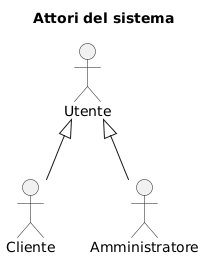 Attori del sistema
Utente
Cliente
Amministratore